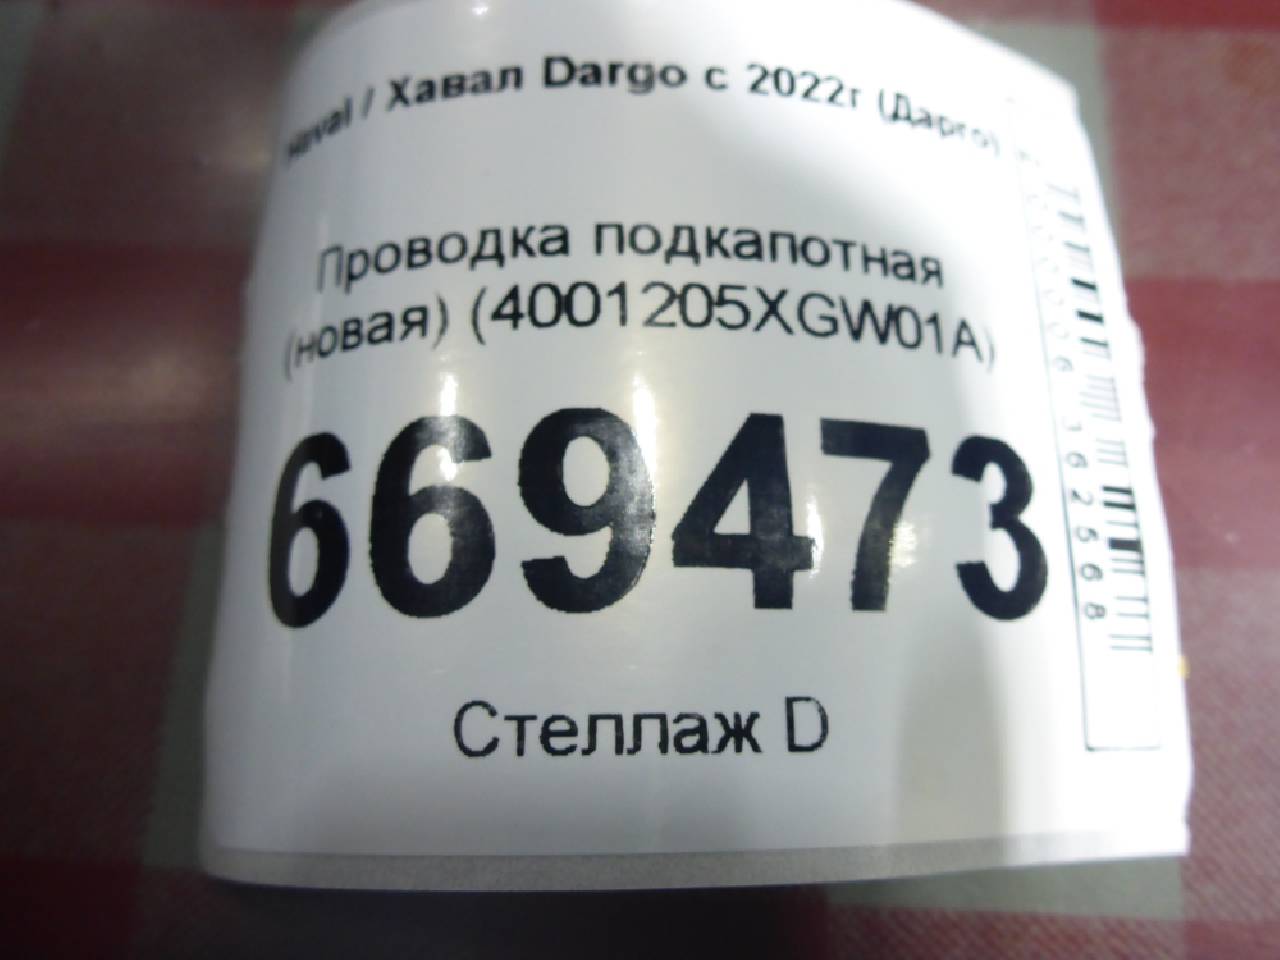 Haval / Хавал Dargo с 2022г (Дарго)
Проводка подкапотная
(новая) (4001205XGW01A)
669473
Стеллаж D